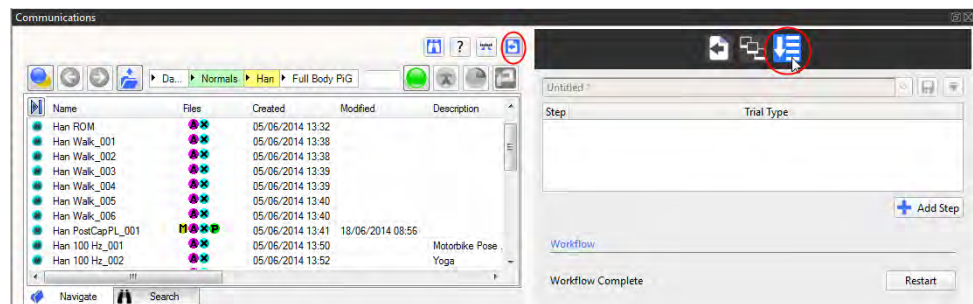 Communications
?
Da... Normals Han Full Body PiG
Name Files Created Modified Description
Han ROM A X 05/06/2014 13:32
Han Walk_001 A X 05/06/2014 13:38
Han Walk_002 A X 05/06/2014 13:38
Han Walk_003 A X 05/06/2014 13:39
Han Walk_004 A X 05/06/2014 13:39
Han Walk_005 A X 05/06/2014 13:40
Han Walk_006 A X 05/06/2014 13:40
Han PostCapPL_001 M A X P 05/06/2014 13:41 18/06/2014 08:56
Han 100 Hz_001 A X 05/06/2014 13:50 Motorbike Pose .
Han 100 Hz_002 A X 05/06/2014 13:52 Yoga
Navigate Search
Untitled *
Step Trial Type
Add Step
Workflow
Workflow Complete Restart